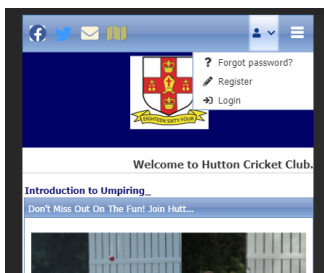 Forgot password?
Register
Login
EIGHTEEN SIXTY FOUR
Welcome to Hutton Cricket Club.
Introduction to Umpiring_
Don't Miss Out On The Fun! Join Hutt...